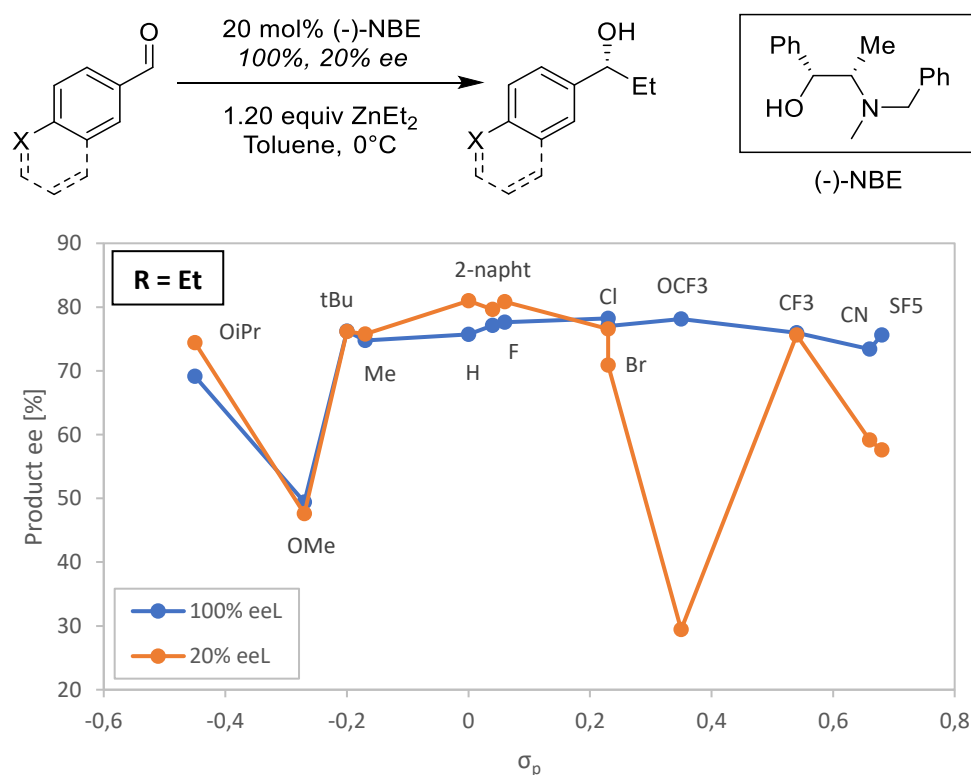 O
H
X
20 mol% (-)-NBE
100%, 20% ee
1.20 equiv ZnEt2
Toluene, 0°C
OH
Et
X
Ph
Me
HO
N
Ph
(-)-NBE
R = Et
Product ee [%]
90
80
70
60
50
40
30
20
OiPr
OMe
tBu
Me
2-napht
H
F
Cl
Br
OCF3
CF3
CN
SF5
100% eeL
20% eeL
-0,6
-0,4
-0,2
0
0,2
0,4
0,6
0,8
σp